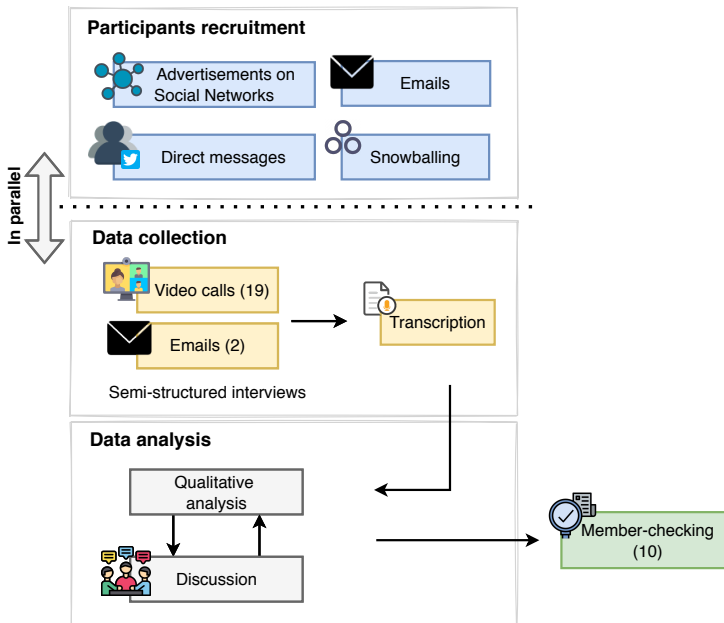 Participants recruitment
Advertisements on
Social Networks
Emails
Direct messages
Snowballing
In parallel
Data collection
Video calls (19)
Emails (2)
Transcription
Semi-structured interviews
Data analysis
Qualitative
analysis
Discussion
Member-checking
(10)